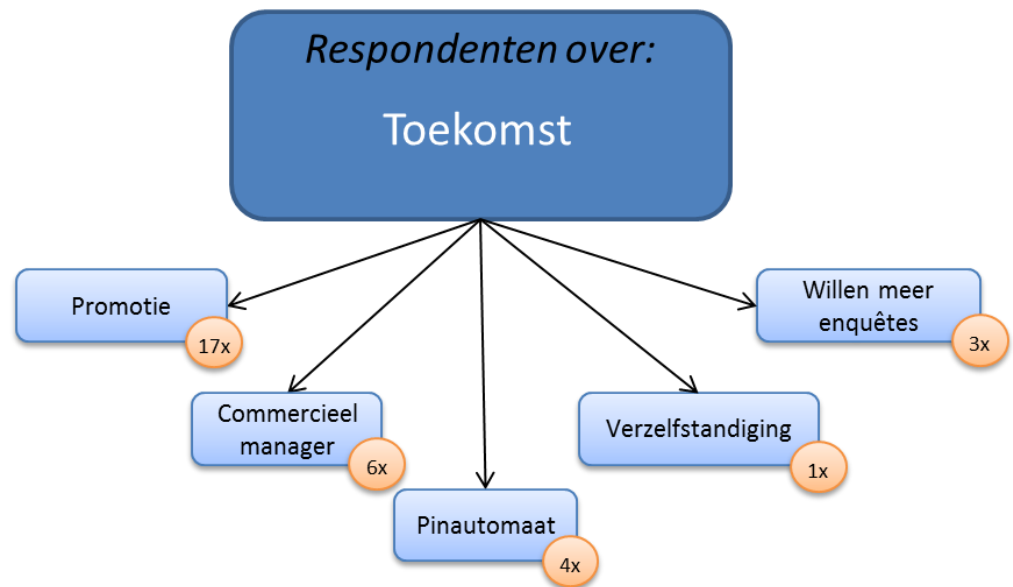 Respondenten over:
Toekomst
Promotie
17x
Commercieel
manager
6x
Pinautomaat
4x
Verzelfstandiging
1x
Willen meer
enquêtes
3x